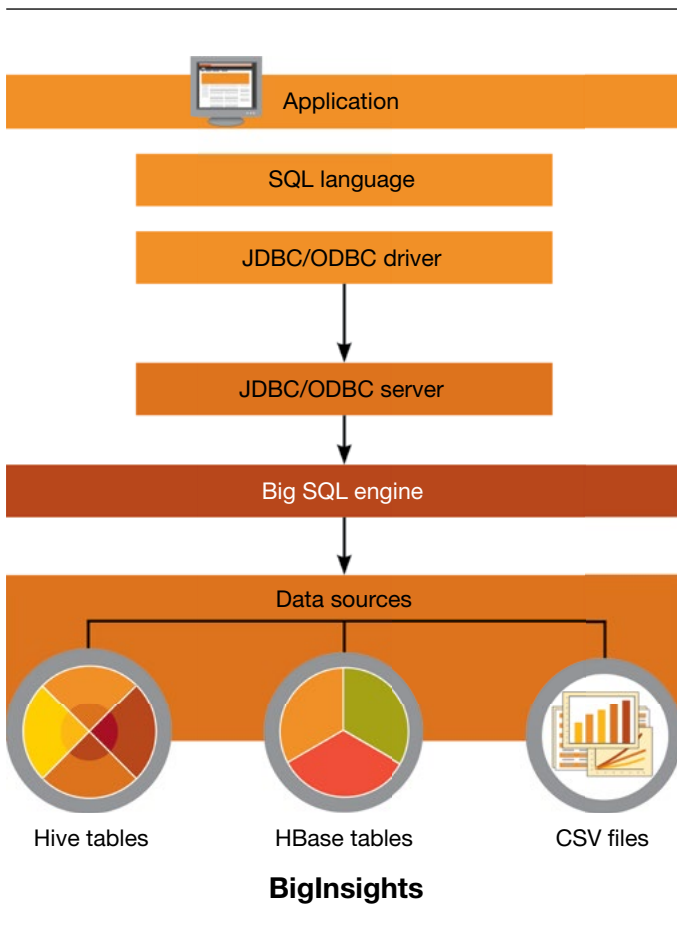 Application
SQL language
JDBC/ODBC driver
JDBC/ODBC server
Big SQL engine
Data sources
Hive tables
HBase tables
CSV files
BigInsights